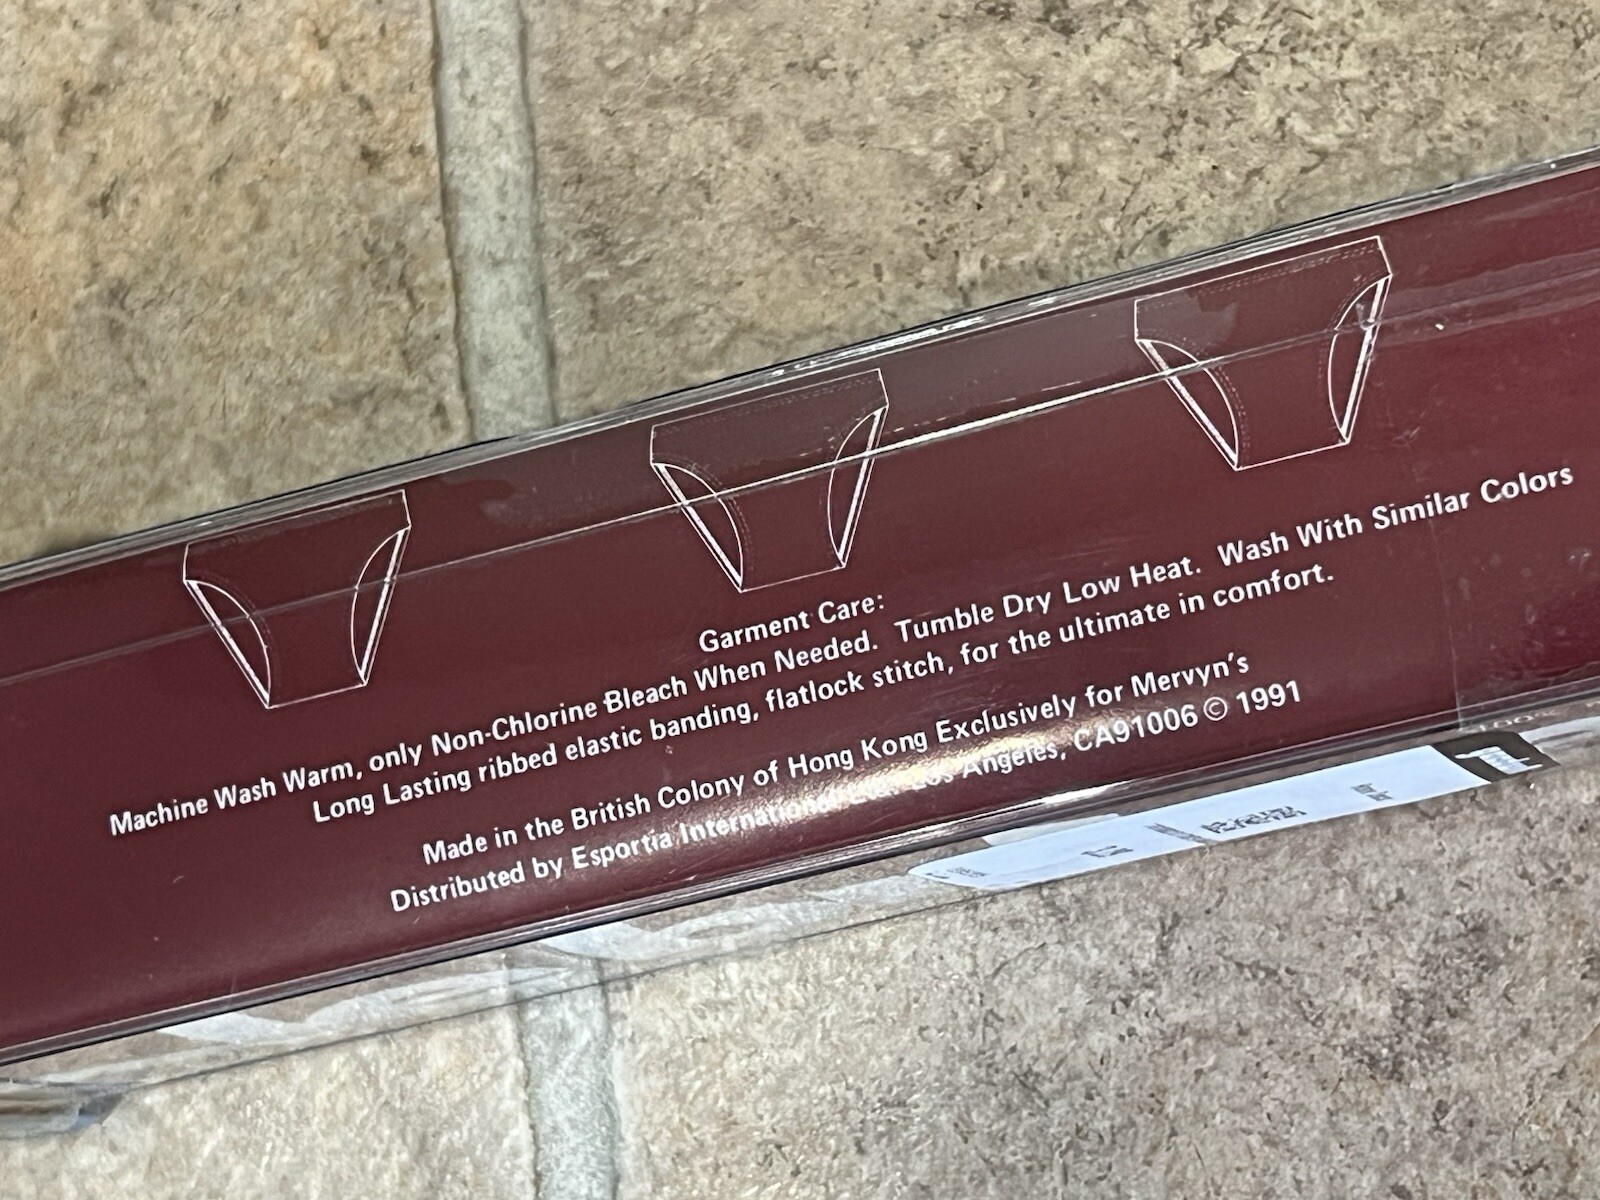 Garment Care:
Machine Wash Warm, only Non-Chlorine Bleach When Needed. Tumble Dry Low Heat. Wash With Similar Colors
Long Lasting ribbed elastic banding, flatlock stitch, for the ultimate in comfort.
Made in the British Colony of Hong Kong Exclusively for Mervyn's
Distributed by Esportia International Los Angeles, CA91006 © 1991